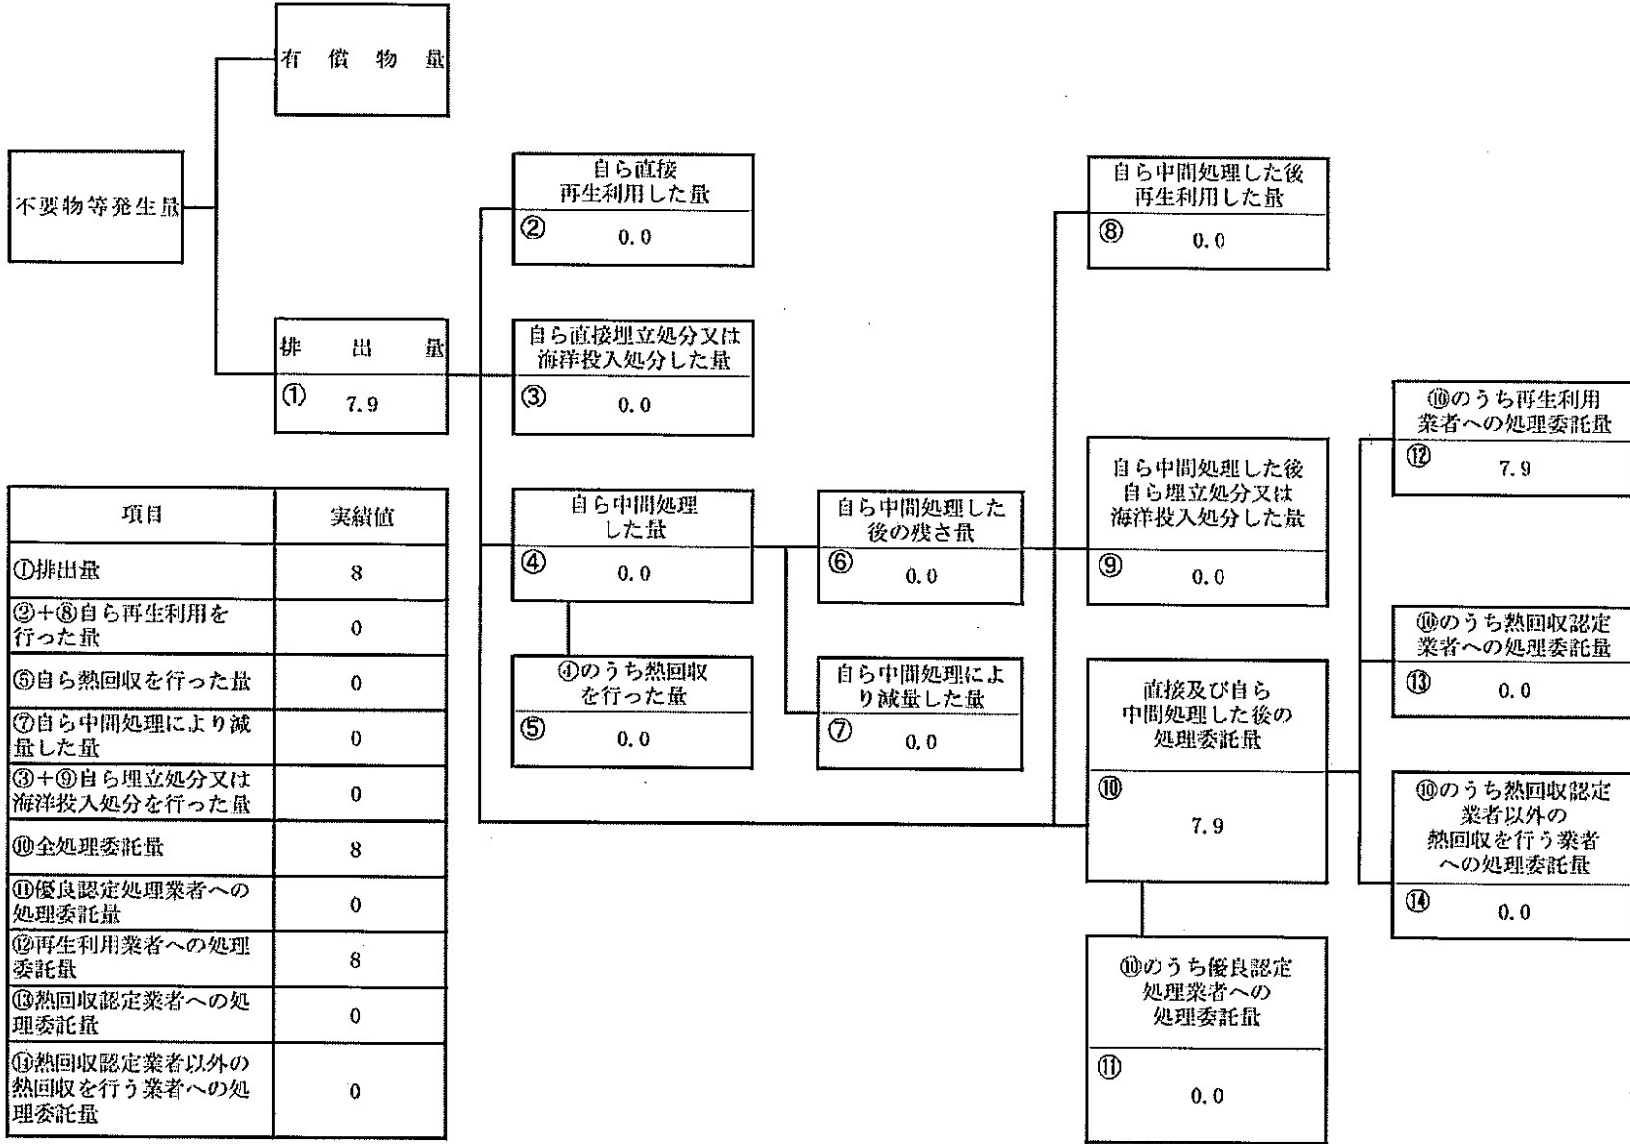 有償物量
不要物等発生量
排出量
① 7.9
自ら直接
再生利用した量
② 0.0
自ら直接埋立処分又は
海洋投入処分した量
③ 0.0
自ら中間処理
した量
④ 0.0
④のうち熱回収
を行った量
⑤ 0.0
自ら中間処理した
後の残さ量
⑥ 0.0
自ら中間処理によ
り減量した量
⑦ 0.0
自ら中間処理した後
再生利用した量
⑧ 0.0
自ら中間処理した後
自ら埋立処分又は
海洋投入処分した量
⑨ 0.0
直接及び自ら
中間処理した後の
処理委託量
⑩
7.9
⑩のうち優良認定
処理業者への
処理委託量
⑪
0.0
⑩のうち再生利用
業者への処理委託量
⑫ 7.9
⑩のうち熱回収認定
業者への処理委託量
⑬ 0.0
⑩のうち熱回収認定
業者以外の
熱回収を行う業者
への処理委託量
⑭ 0.0
項目 実績値
①排出量 8
②+⑧自ら再生利用を
行った量 0
⑤自ら熱回収を行った量 0
⑦自ら中間処理により減
量した量 0
③+⑨自ら埋立処分又は
海洋投入処分を行った量 0
⑩全処理委託量 8
⑪優良認定処理業者への
処理委託量 0
⑫再生利用業者への処理
委託量 8
⑬熱回収認定業者への処
理委託量 0
⑭熱回収認定業者以外の
熱回収を行う業者への処
理委託量 0